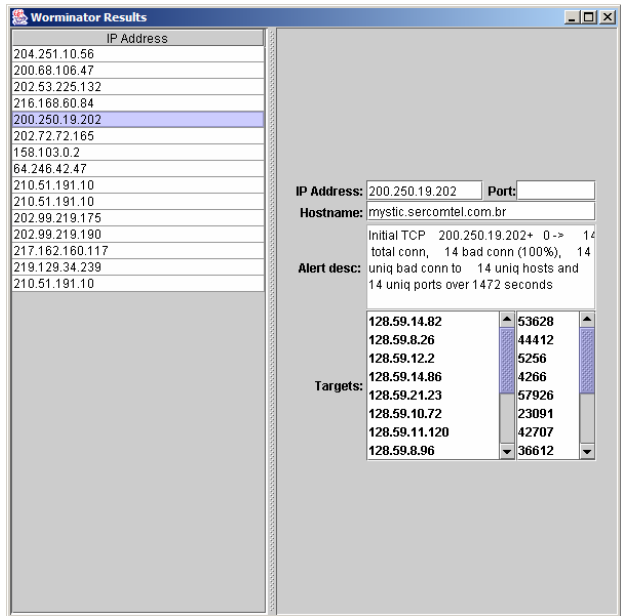 Worminator Results
IP Address
204.251.10.56
200.68.106.47
202.53.225.132
216.168.60.84
200.250.19.202
202.72.72.165
158.103.0.2
64.246.42.47
210.51.191.10
210.51.191.10
202.99.219.175
202.99.219.190
217.162.160.117
219.129.34.239
210.51.191.10
IP Address: 200.250.19.202 Port:
Hostname: mystic.sercomtel.com.br
Alert desc:
Initial TCP 200.250.19.202+ 0 -> 14
total conn, 14 bad conn (100%), 14
uniq bad conn to 14 uniq hosts and
14 uniq ports over 1472 seconds
Targets:
128.59.14.82 53628
128.59.8.26 44412
128.59.12.2 5256
128.59.14.86 4266
128.59.21.23 57926
128.59.10.72 23091
128.59.11.120 42707
128.59.8.96 36612